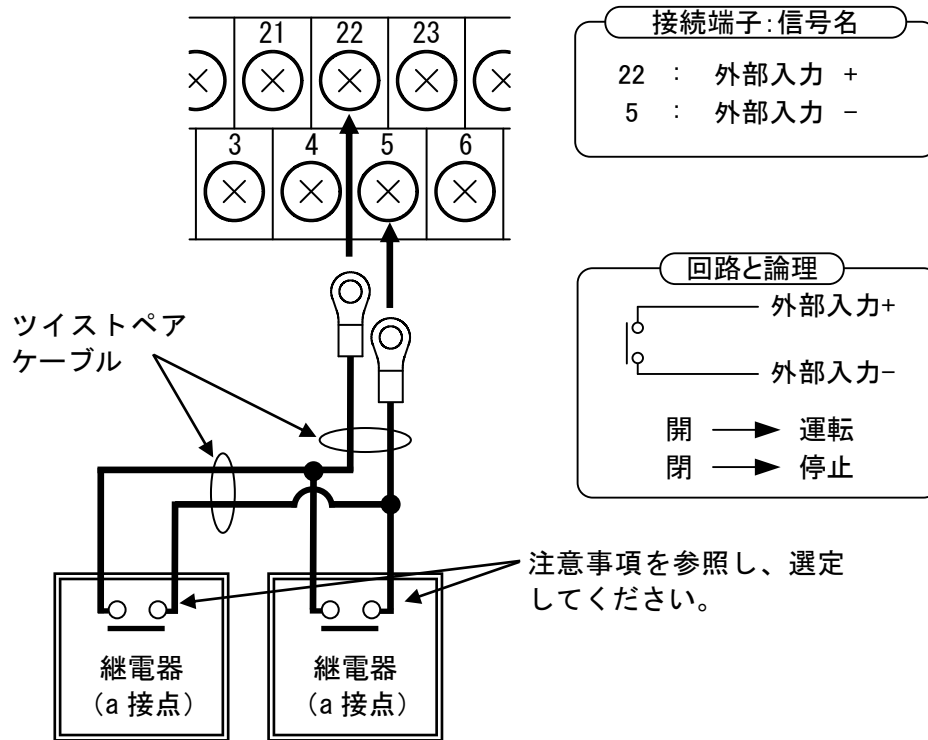 21 22 23
3 4 5 6
接続端子：信号名
22 ： 外部入力 +
5 ： 外部入力 −
回路と論理
外部入力+
外部入力−
開 → 運転
閉 → 停止
ツイストペア
ケーブル
注意事項を参照し、選定
してください。
継電器
（a 接点）
継電器
（a 接点）